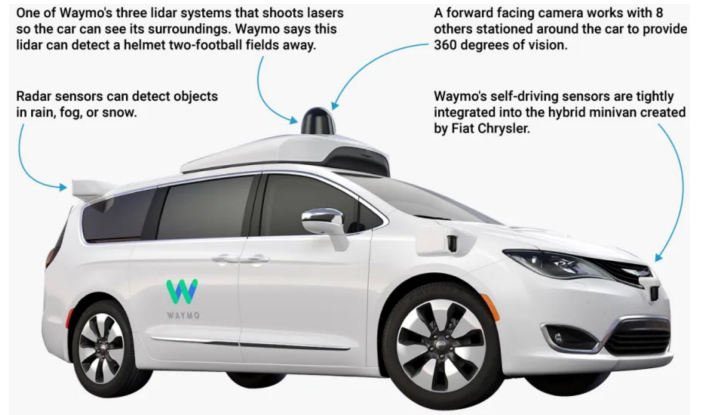 One of Waymo's three lidar systems that shoots lasers
so the car can see its surroundings. Waymo says this
lidar can detect a helmet two-football fields away.
A forward facing camera works with 8
others stationed around the car to provide
360 degrees of vision.
Radar sensors can detect objects
in rain, fog, or snow.
Waymo's self-driving sensors are tightly
integrated into the hybrid minivan created
by Fiat Chrysler.
WAYMO